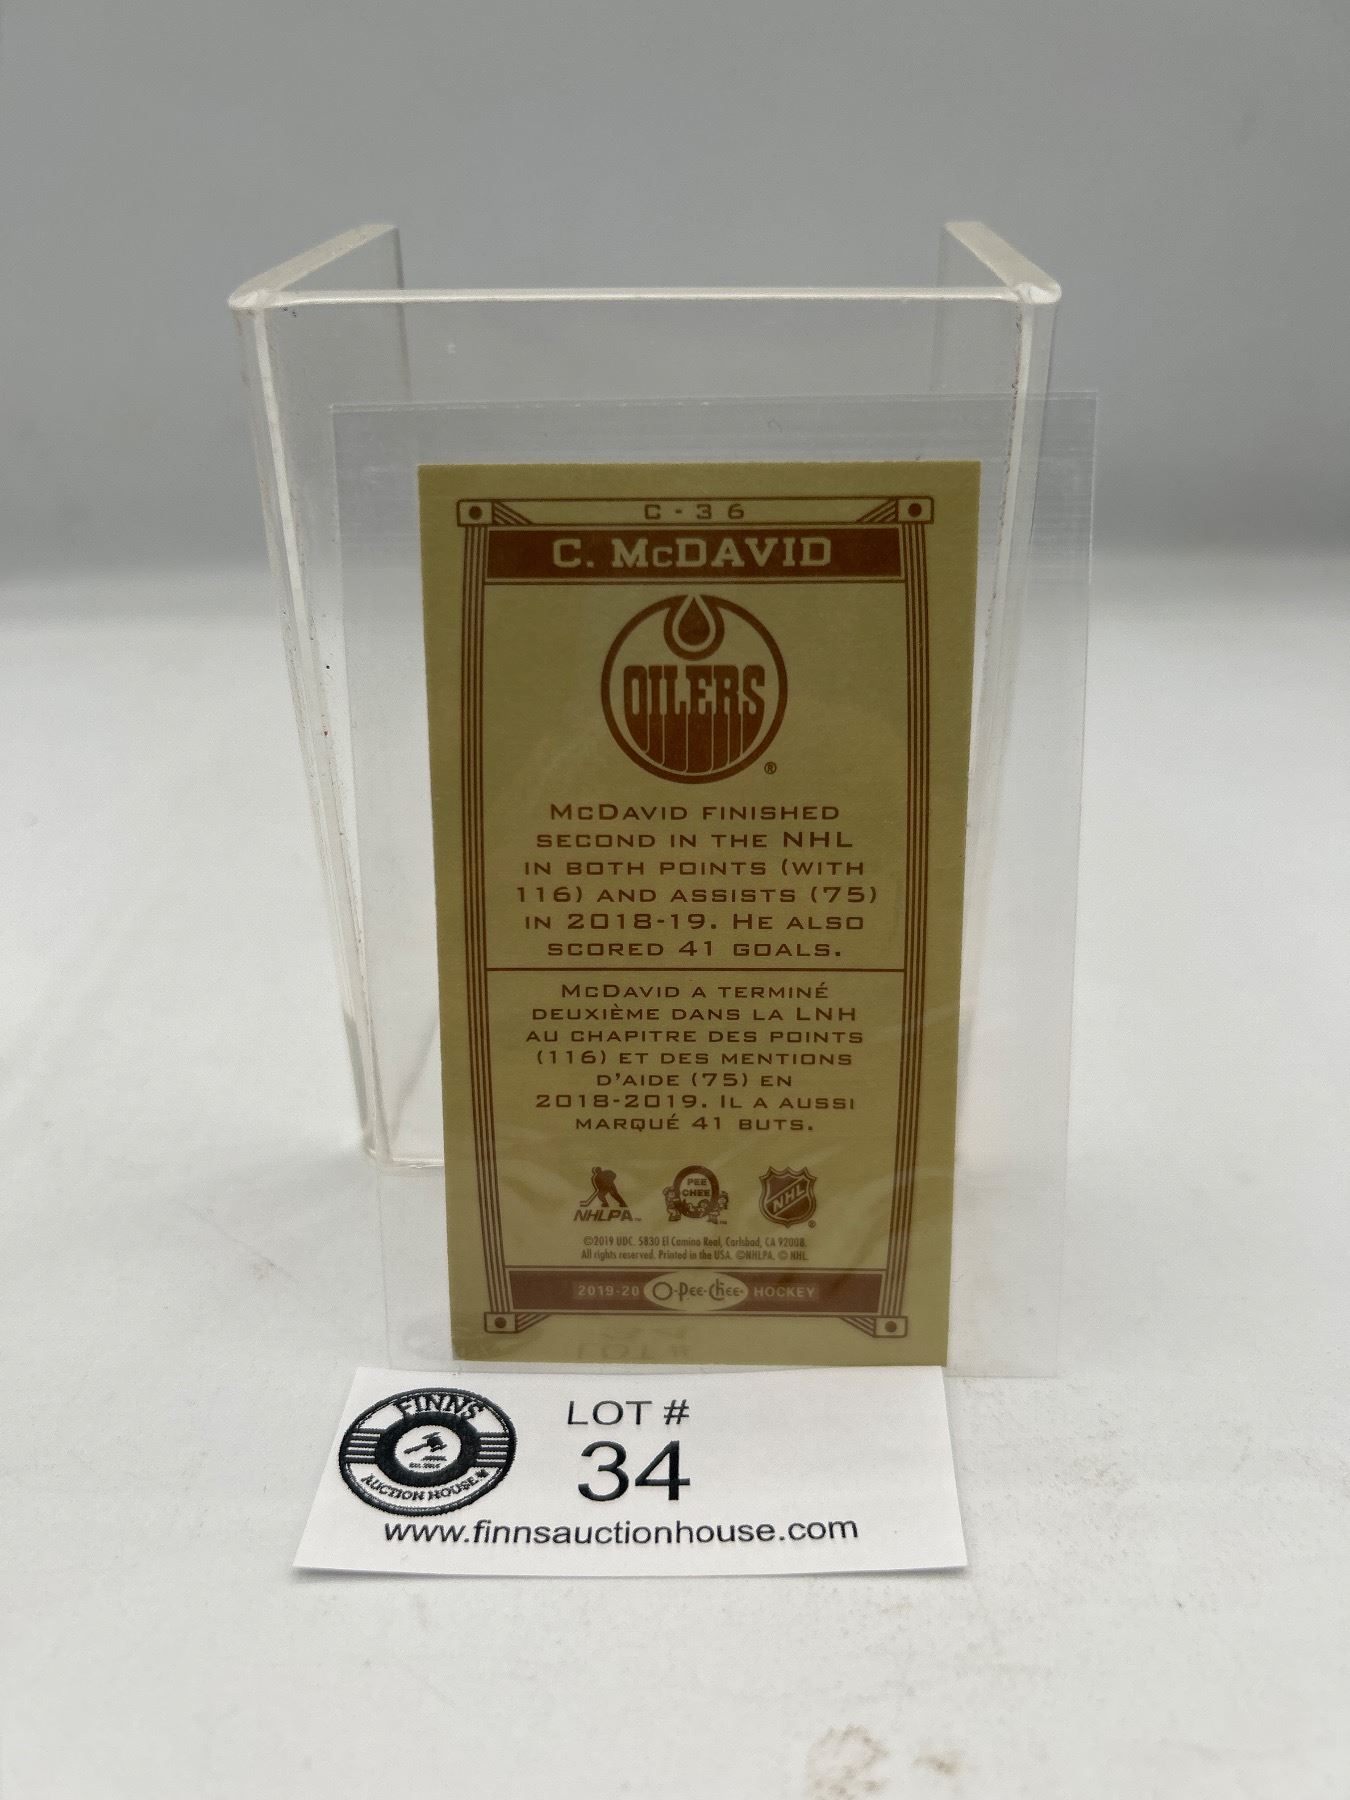 C-36
C. McDAVID
OILERS
®
McDAVID FINISHED
SECOND IN THE NHL
IN BOTH POINTS (WITH
116) AND ASSISTS (75)
IN 2018-19. HE ALSO
SCORED 41 GOALS.
McDAVID A TERMINÉ
DEUXIÈME DANS LA LNH
AU CHAPITRE DES POINTS
(116) ET DES MENTIONS
D'AIDE (75) EN
2018-2019. IL A AUSSI
MARQUÉ 41 BUTS.
NHLPA™
PEE
CHEE
™
NHL
®
©2019 UDC. 5830 El Camino Real, Carlsbad, CA 92008.
All rights reserved. Printed in the USA. ©NHLPA. © NHL.
2019-20 O-Pee-Chee® HOCKEY
FINNS
AUCTION HOUSE
LOT #
34
www.finnsauctionhouse.com